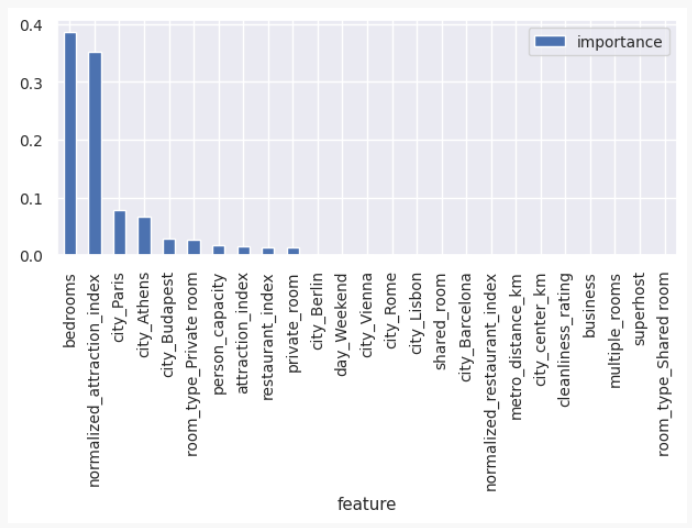 0.4
0.3
0.2
0.1
0.0
importance
bedrooms
normalized_attraction_index
city_Paris
city_Athens
city_Budapest
room_type_Private room
person_capacity
attraction_index
restaurant_index
private_room
city_Berlin
day_Weekend
city_Vienna
city_Rome
city_Lisbon
shared_room
city_Barcelona
normalized_restaurant_index
metro_distance_km
city_center_km
cleanliness_rating
business
multiple_rooms
superhost
room_type_Shared room
feature